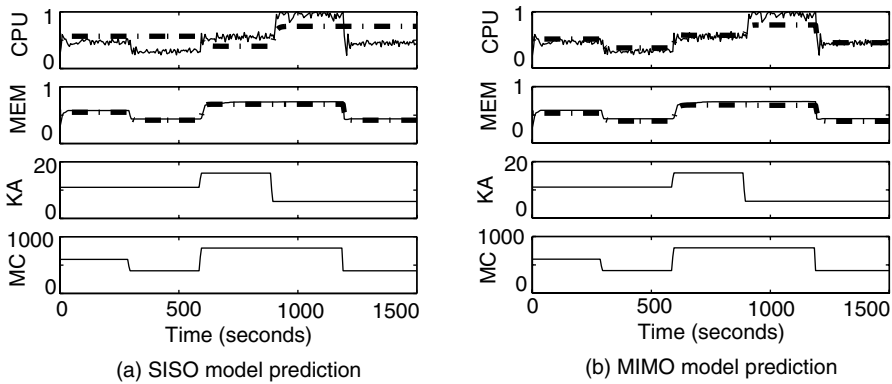 CPU
1
0
MEM
1
0
KA
20
0
MC
1000
0
0 500 1000 1500
Time (seconds)
(a) SISO model prediction
CPU
1
0
MEM
1
0
KA
20
0
MC
1000
0
0 500 1000 1500
Time (seconds)
(b) MIMO model prediction